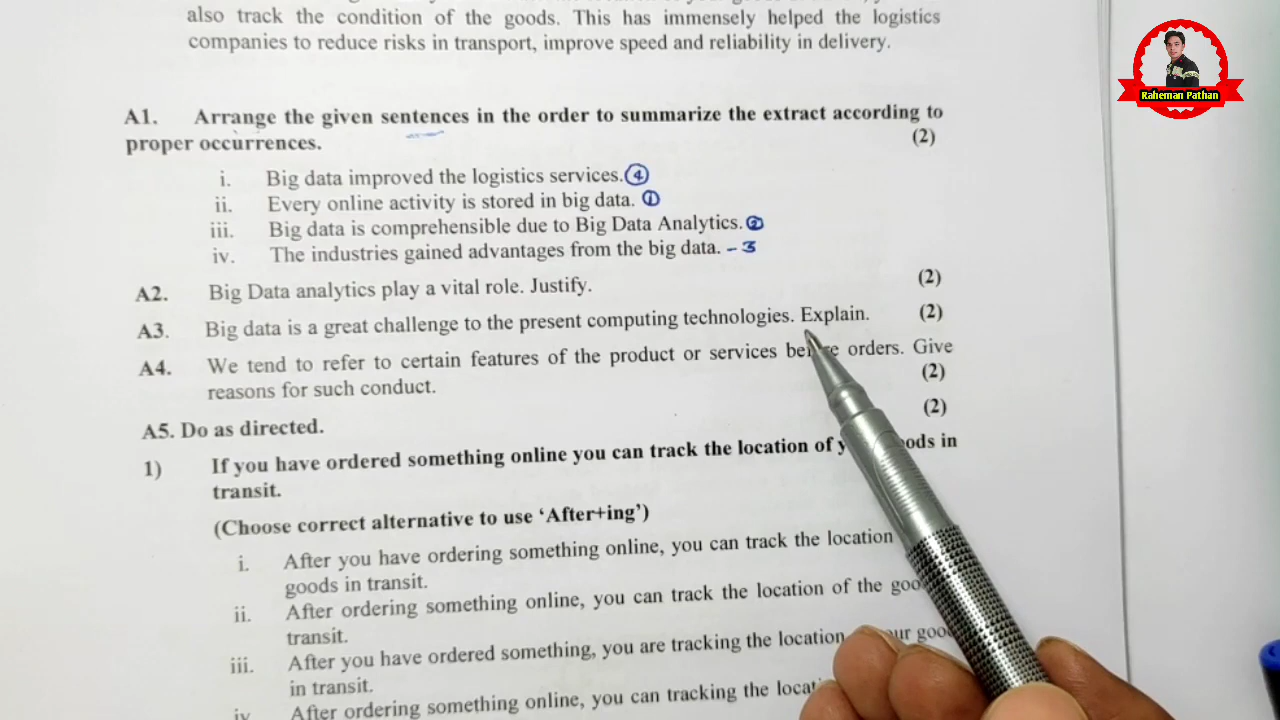 also track the condition of the goods. This has immensely helped the logistics
companies to reduce risks in transport, improve speed and reliability in delivery.
Raheman Pathan
A1. Arrange the given sentences in the order to summarize the extract according to
proper occurrences. (2)
i. Big data improved the logistics services. 4
ii. Every online activity is stored in big data. 1
iii. Big data is comprehensible due to Big Data Analytics. 2
iv. The industries gained advantages from the big data. - 3
A2. Big Data analytics play a vital role. Justify. (2)
A3. Big data is a great challenge to the present computing technologies. Explain. (2)
A4. We tend to refer to certain features of the product or services before orders. Give
reasons for such conduct. (2)
A5. Do as directed. (2)
1) If you have ordered something online you can track the location of goods in
transit.
(Choose correct alternative to use ‘After+ing’)
i. After you have ordering something online, you can track the location
goods in transit.
ii. After ordering something online, you can track the location of the
transit.
iii. After you have ordered something, you are tracking the location
in transit.
iv After ordering something online, you can tracking the